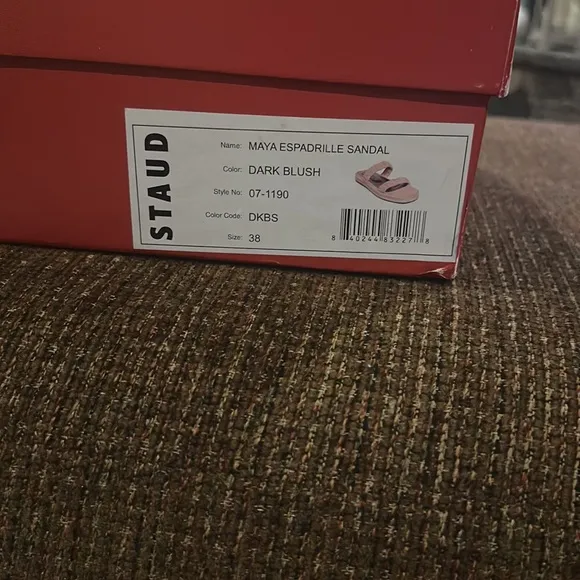 STAUD
Name: MAYA ESPADRILLE SANDAL
Color: DARK BLUSH
Style No: 07-1190
Color Code: DKBS
Size: 38
8 40244 83227 8